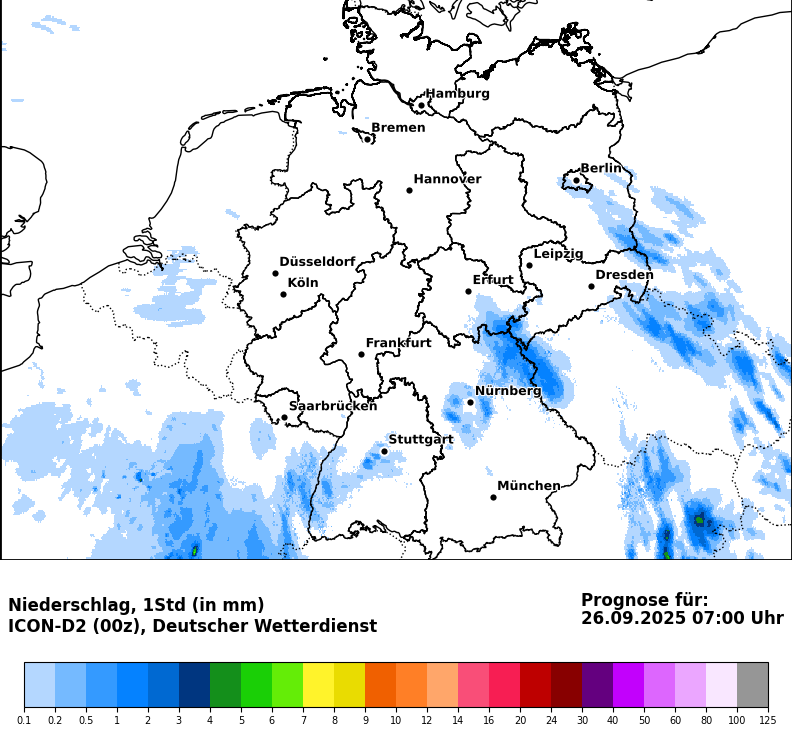 Hamburg
Bremen
Berlin
Hannover
Leipzig
Düsseldorf
Dresden
Köln
Erfurt
Frankfurt
Nürnberg
Saarbrücken
Stuttgart
München
Niederschlag, 1Std (in mm)
ICON-D2 (00z), Deutscher Wetterdienst
Prognose für:
26.09.2025 07:00 Uhr
0.1 0.2 0.5 1 2 3 4 5 6 7 8 9 10 12 14 16 20 24 30 40 50 60 80 100 125